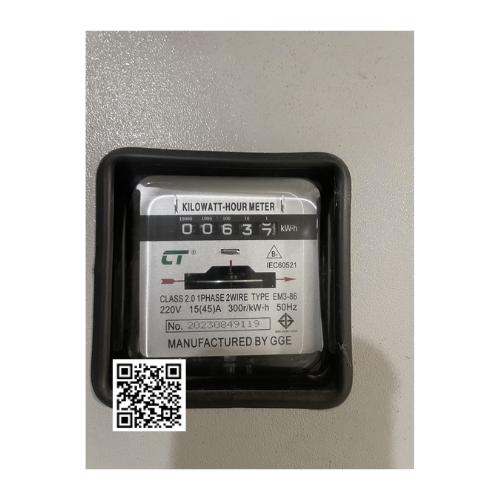 KILOWATT-HOUR METER
10000 1000 100 10 1
0 0 6 3 kW·h
CT®
B
IEC60521
CLASS 2.0 1PHASE 2WIRE TYPE EM3-86
220V 15(45)A 300r/kW·h 50Hz
No. 20230849119
MANUFACTURED BY GGE